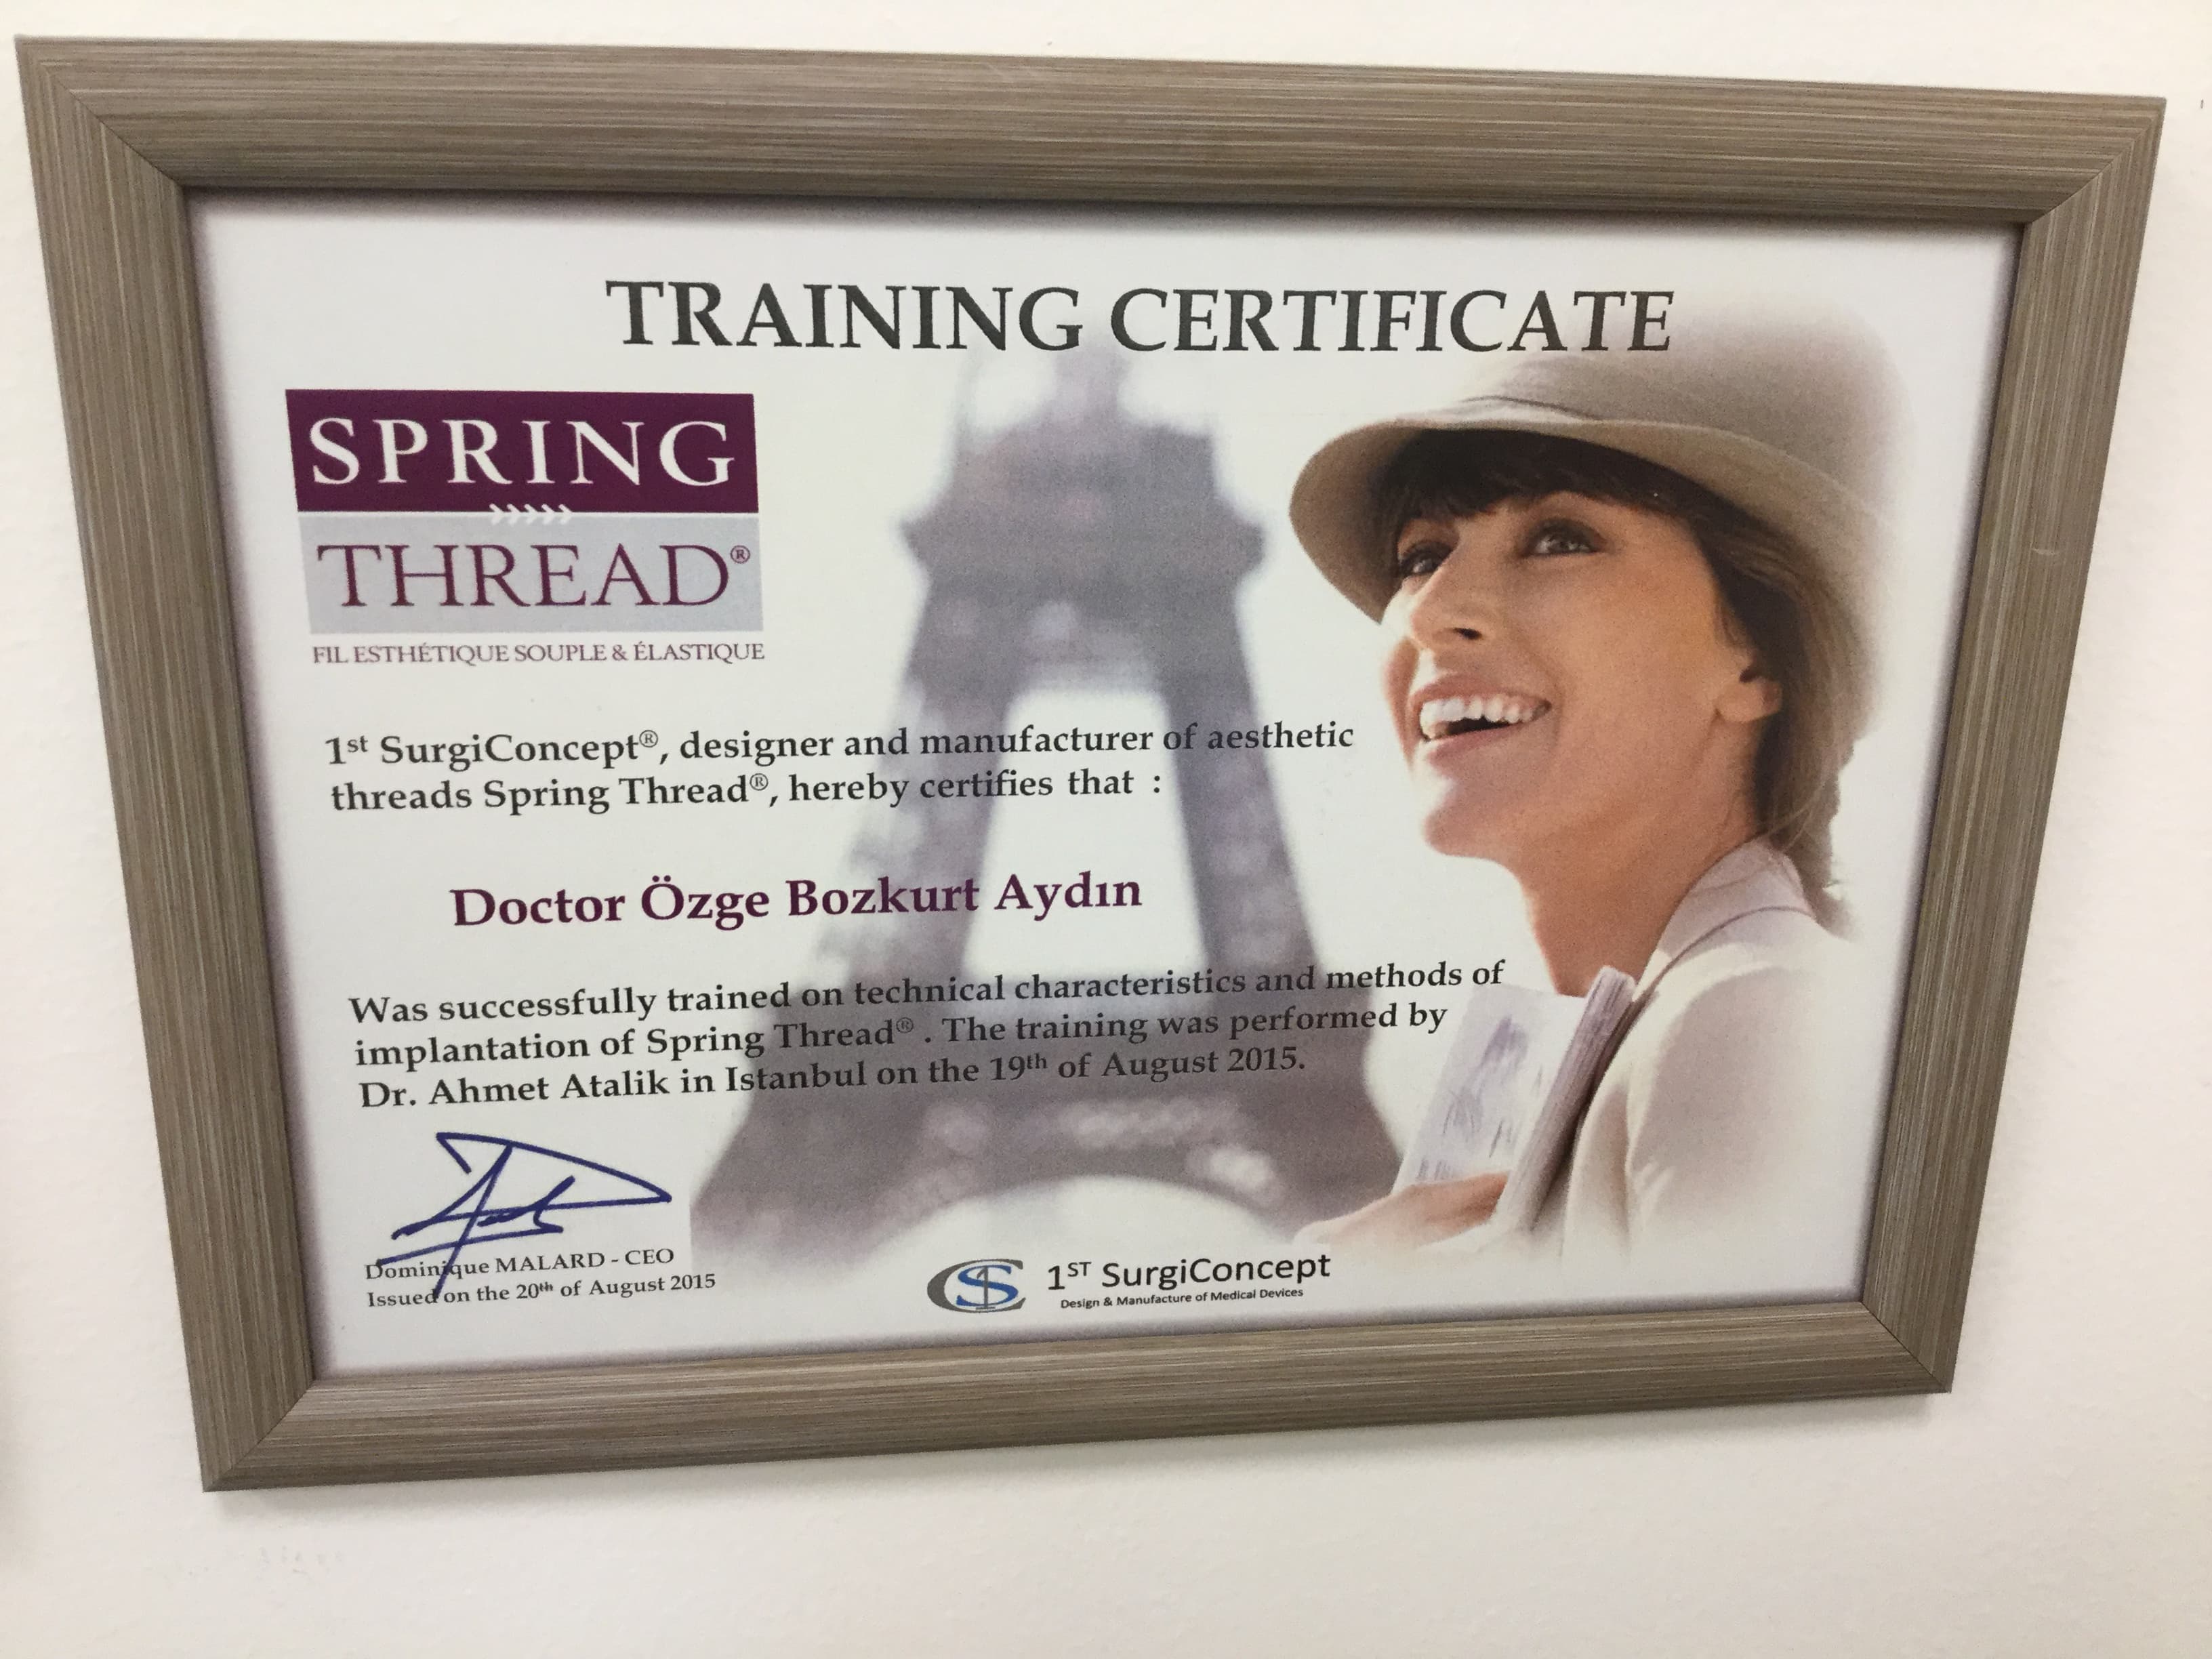 TRAINING CERTIFICATE
SPRING
THREAD®
FIL ESTHÉTIQUE SOUPLE & ÉLASTIQUE
1st SurgiConcept®, designer and manufacturer of aesthetic
threads Spring Thread®, hereby certifies that :
Doctor Özge Bozkurt Aydın
Was successfully trained on technical characteristics and methods of
implantation of Spring Thread® . The training was performed by
Dr. Ahmet Atalik in Istanbul on the 19th of August 2015.
Dominique MALARD - CEO
Issued on the 20th of August 2015
1ST SurgiConcept
Design & Manufacture of Medical Devices